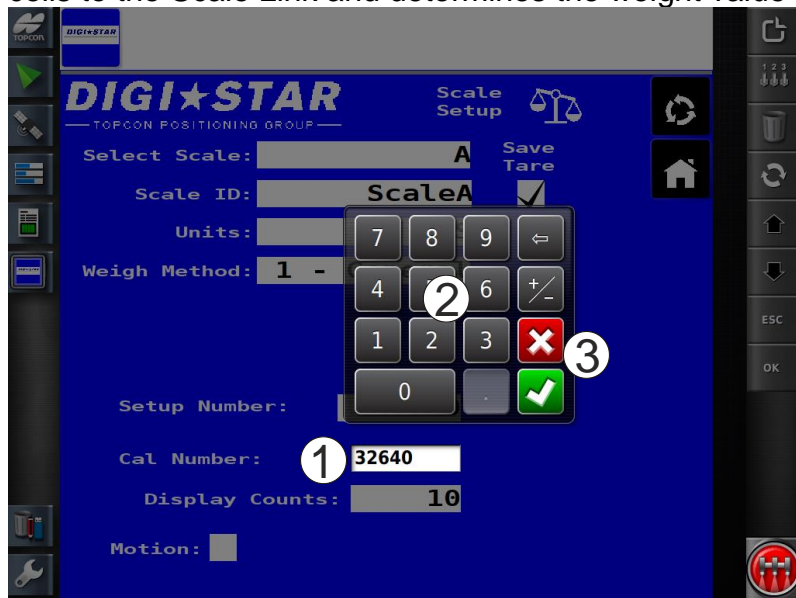 cells to the Scale Link and determines the weight value
TOPCON
DIGI★STAR
1 2 3
DIGI★STAR
TOPCON POSITIONING GROUP
Scale
Setup
Select Scale: A
Save
Tare
Scale ID: ScaleA
Units:
7 8 9 ⇦
Weigh Method: 1 -
4 2 6 +/-
1 2 3
3
ESC
OK
0 .
Setup Number:
Cal Number: 1 32640
Display Counts: 10
Motion: